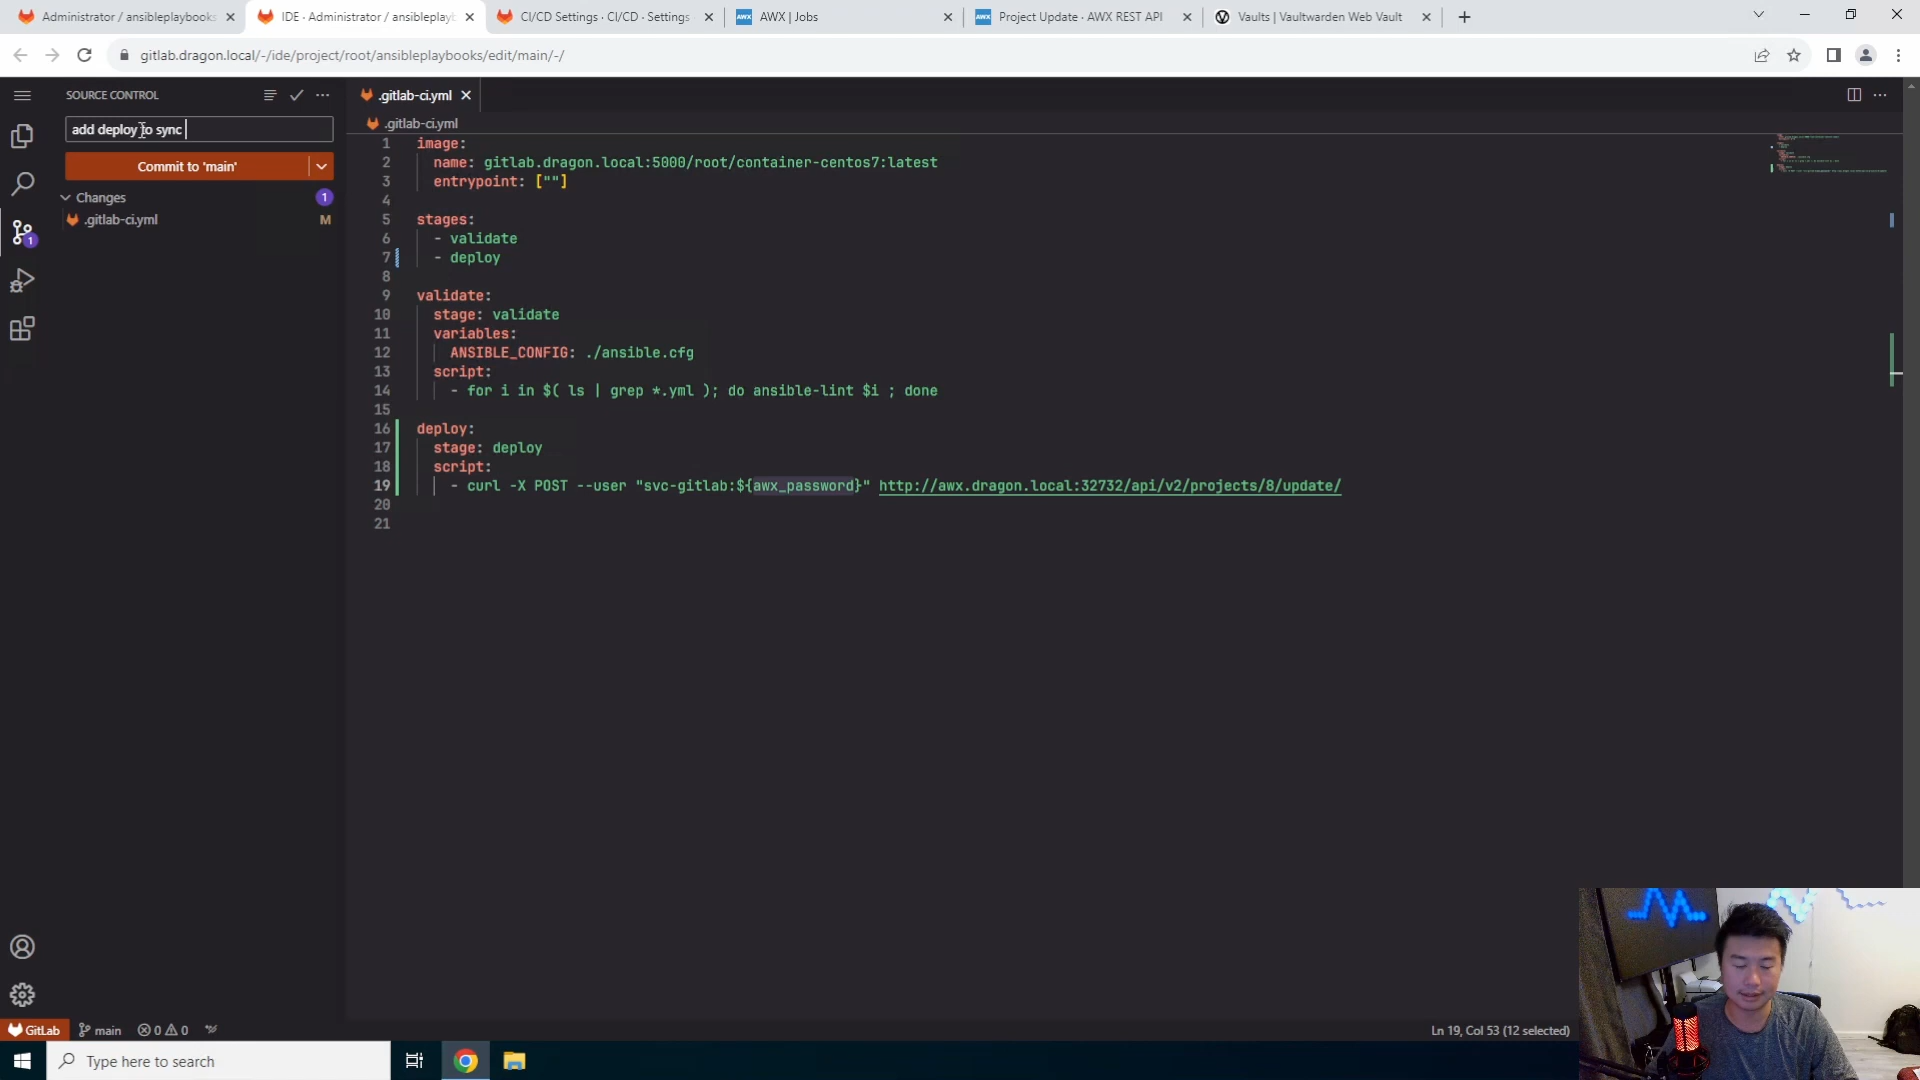 Administrator / ansibleplaybooks
IDE · Administrator / ansibleplayb
CI/CD Settings · CI/CD · Settings
AWX | Jobs
Project Update · AWX REST API
Vaults | Vaultwarden Web Vault
gitlab.dragon.local/-/ide/project/root/ansibleplaybooks/edit/main/-/
SOURCE CONTROL
add deploy to sync
Commit to 'main'
Changes
1
.gitlab-ci.yml
M
1
.gitlab-ci.yml
.gitlab-ci.yml
1 image:
2 name: gitlab.dragon.local:5000/root/container-centos7:latest
3 entrypoint: [""]
4
5 stages:
6 - validate
7 - deploy
8
9 validate:
10 stage: validate
11 variables:
12 ANSIBLE_CONFIG: ./ansible.cfg
13 script:
14 - for i in $( ls | grep *.yml ); do ansible-lint $i ; done
15
16 deploy:
17 stage: deploy
18 script:
19 - curl -X POST --user "svc-gitlab:${awx_password}" http://awx.dragon.local:32732/api/v2/projects/8/update/
20
21
GitLab
main
0 0
Ln 19, Col 53 (12 selected)
Type here to search